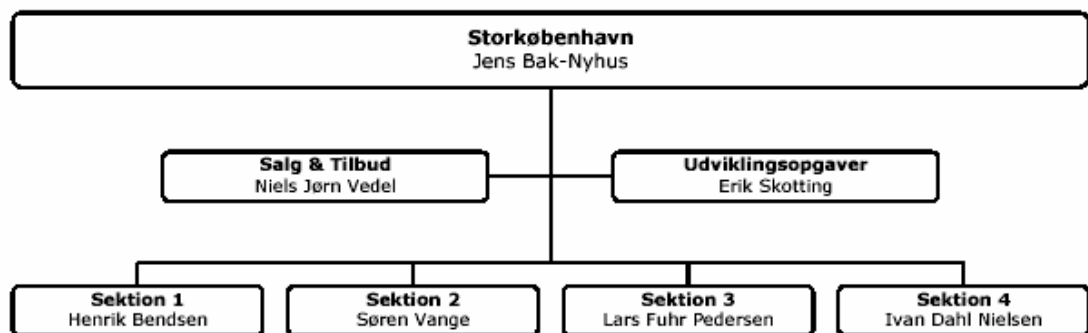 Storkøbenhavn
Jens Bak-Nyhus
Salg & Tilbud
Niels Jørn Vedel
Udviklingsopgaver
Erik Skotting
Sektion 1
Henrik Bendsen
Sektion 2
Søren Vange
Sektion 3
Lars Fuhr Pedersen
Sektion 4
Ivan Dahl Nielsen